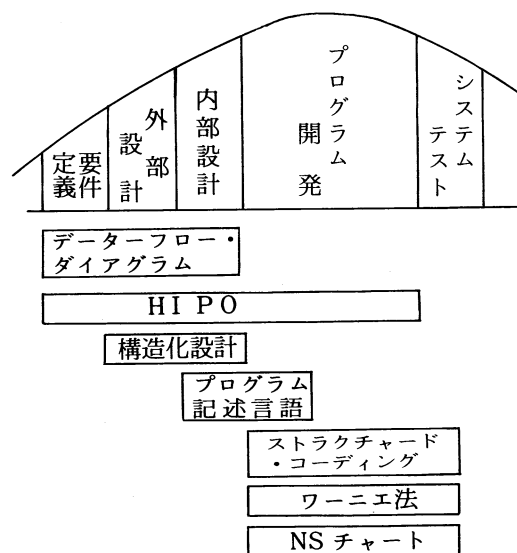 要件
定義
外部
設計
内部設計
プログラム
開発
システム
テスト
データーフロー・
ダイアグラム
HIPO
構造化設計
プログラム
記述言語
ストラクチャード
・コーディング
ワーニエ法
NSチャート